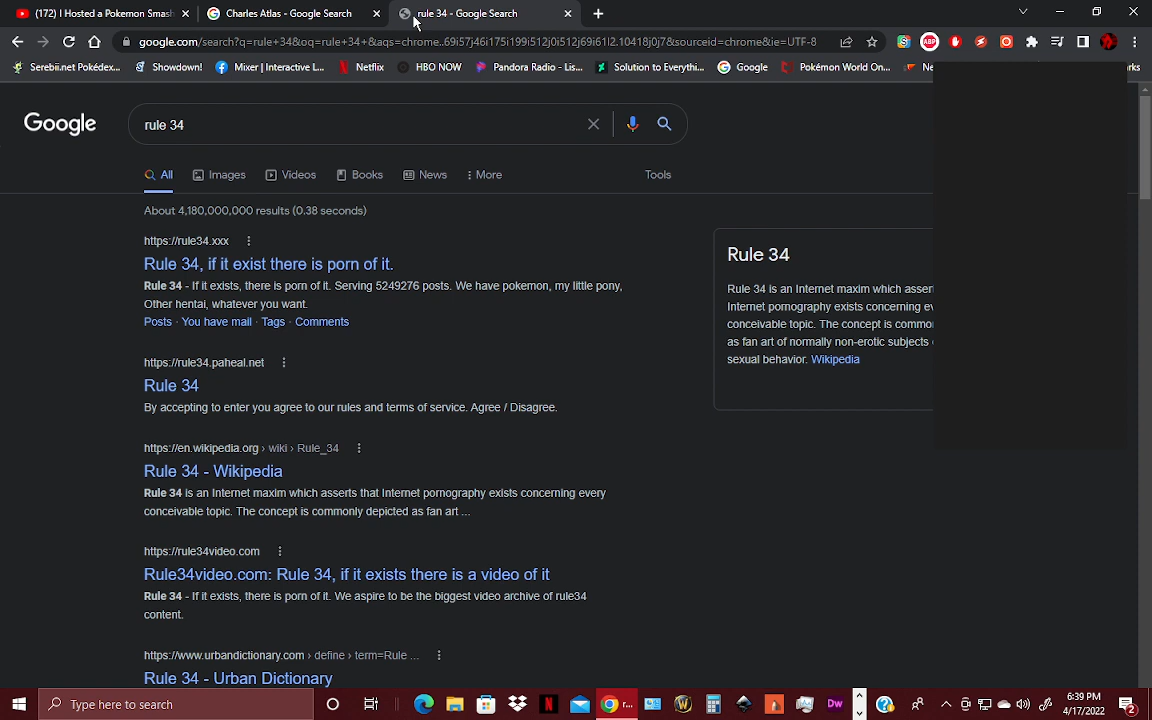 (172) I Hosted a Pokemon Smash
Charles Atlas - Google Search
rule 34 - Google Search
google.com/search?q=rule+34&oq=rule+34+&aqs=chrome..69i57j46i175i199i512j0i512j69i61l2.10418j0j7&sourceid=chrome&ie=UTF-8
ABP
Serebii.net Pokédex...
Showdown!
Mixer | Interactive L...
Netflix
HBO NOW
Pandora Radio - Lis...
Solution to Everythi...
Google
Pokémon World On...
Ne
rks
Google
rule 34
All
Images
Videos
Books
News
More
Tools
About 4,180,000,000 results (0.38 seconds)
https://rule34.xxx
Rule 34, if it exist there is porn of it.
Rule 34 - If it exists, there is porn of it. Serving 5249276 posts. We have pokemon, my little pony,
Other hentai, whatever you want.
Posts · You have mail · Tags · Comments
https://rule34.paheal.net
Rule 34
By accepting to enter you agree to our rules and terms of service. Agree / Disagree.
https://en.wikipedia.org › wiki › Rule_34
Rule 34 - Wikipedia
Rule 34 is an Internet maxim which asserts that Internet pornography exists concerning every
conceivable topic. The concept is commonly depicted as fan art ...
https://rule34video.com
Rule34video.com: Rule 34, if it exists there is a video of it
Rule 34 - If it exists, there is porn of it. We aspire to be the biggest video archive of rule34
content.
https://www.urbandictionary.com › define › term=Rule ...
Rule 34 - Urban Dictionary
Rule 34
Rule 34 is an Internet maxim which asser
Internet pornography exists concerning ev
conceivable topic. The concept is commo
as fan art of normally non-erotic subjects
sexual behavior. Wikipedia
Type here to search
r...
Dw
6:39 PM
4/17/2022
2